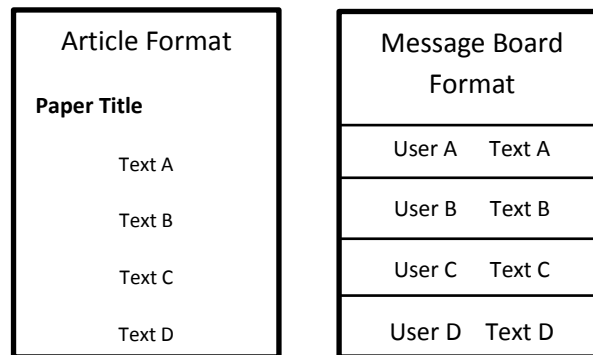 Article Format
Paper Title
Text A
Text B
Text C
Text D
Message Board
Format
User A Text A
User B Text B
User C Text C
User D Text D